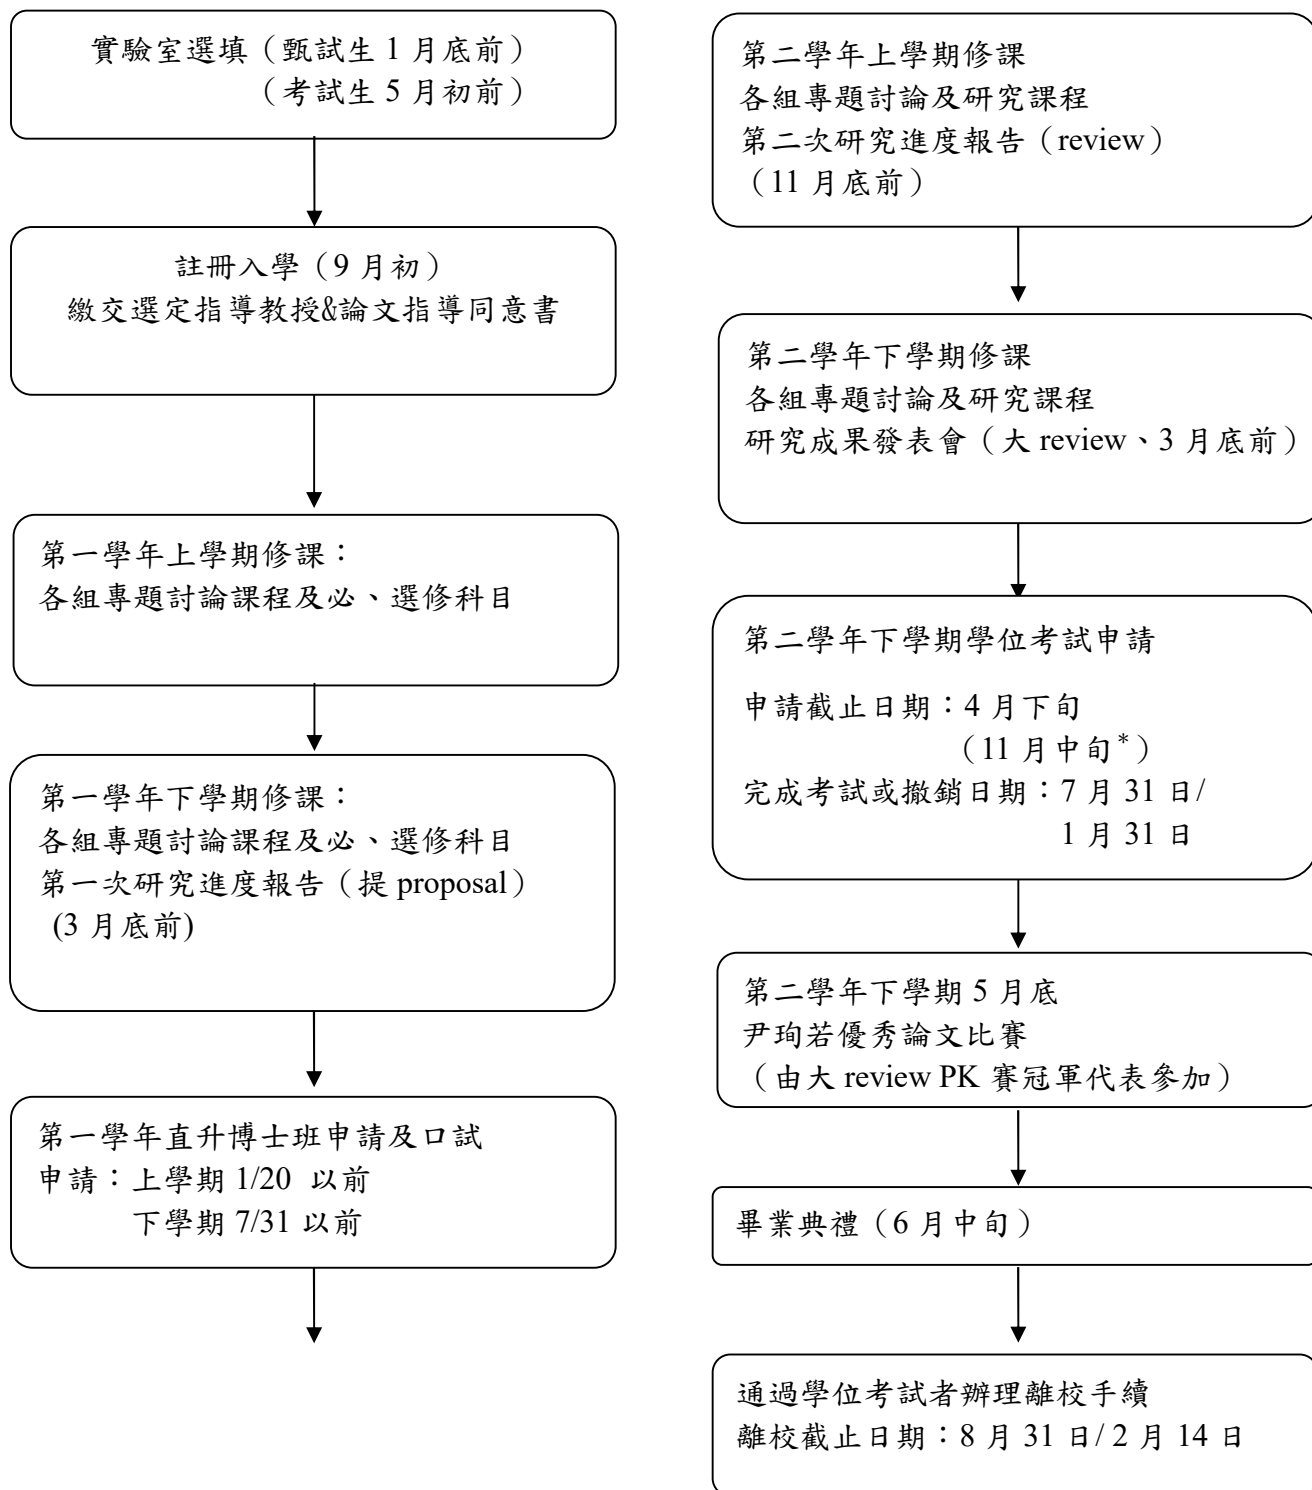 實驗室選填（甄試生 1 月底前）
（考試生 5 月初前）
註冊入學（9 月初）
繳交選定指導教授&論文指導同意書
第一學年上學期修課：
各組專題討論課程及必、選修科目
第一學年下學期修課：
各組專題討論課程及必、選修科目
第一次研究進度報告（提 proposal）
(3 月底前)
第一學年直升博士班申請及口試
申請：上學期 1/20 以前
下學期 7/31 以前
第二學年上學期修課
各組專題討論及研究課程
第二次研究進度報告（review）
（11 月底前）
第二學年下學期修課
各組專題討論及研究課程
研究成果發表會（大 review、3 月底前）
第二學年下學期學位考試申請
申請截止日期：4 月下旬
（11 月中旬*）
完成考試或撤銷日期：7 月 31 日/
1 月 31 日
第二學年下學期 5 月底
尹珣若優秀論文比賽
（由大 review PK 賽冠軍代表參加）
畢業典禮（6 月中旬）
通過學位考試者辦理離校手續
離校截止日期：8 月 31 日/ 2 月 14 日